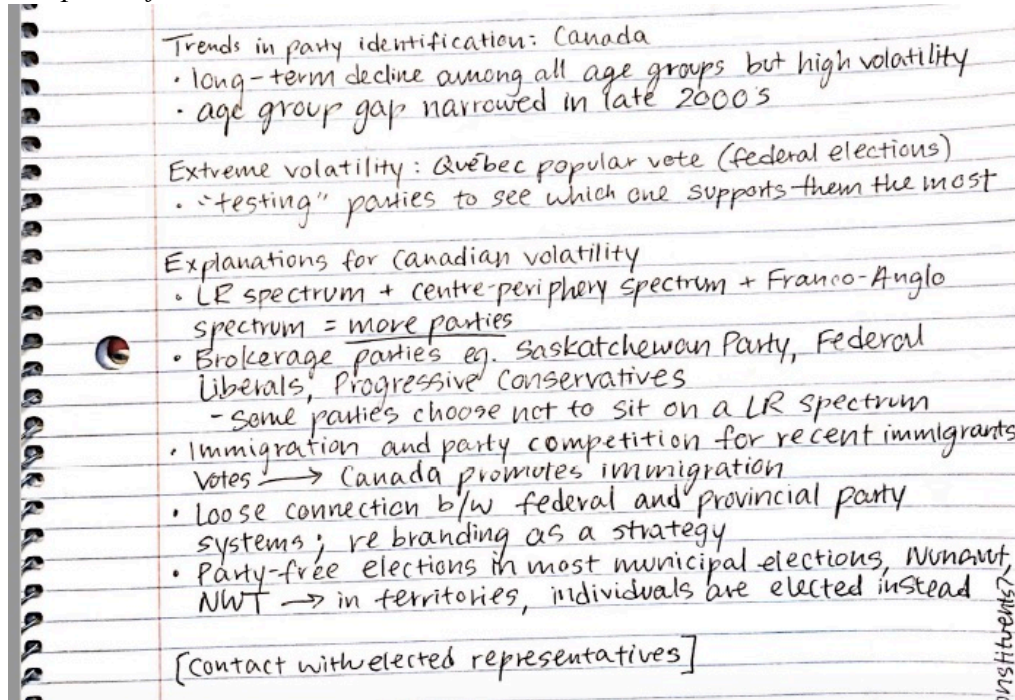 Trends in party identification: Canada
· long-term decline among all age groups but high volatility
· age group gap narrowed in late 2000's
Extreme volatility: Québec popular vote (federal elections)
· "testing" parties to see which one supports them the most
Explanations for Canadian volatility
· LR spectrum + centre-periphery spectrum + Franco-Anglo
spectrum = more parties
· Brokerage parties eg. Saskatchewan Party, Federal
Liberals, Progressive Conservatives
- some parties choose not to sit on a LR spectrum
· Immigration and party competition for recent immigrants
votes → Canada promotes immigration
· Loose connection b/w federal and provincial party
systems; re branding as a strategy
· Party-free elections in most municipal elections, Nunavut,
NWT → in territories, individuals are elected instead
[contact with elected representatives]